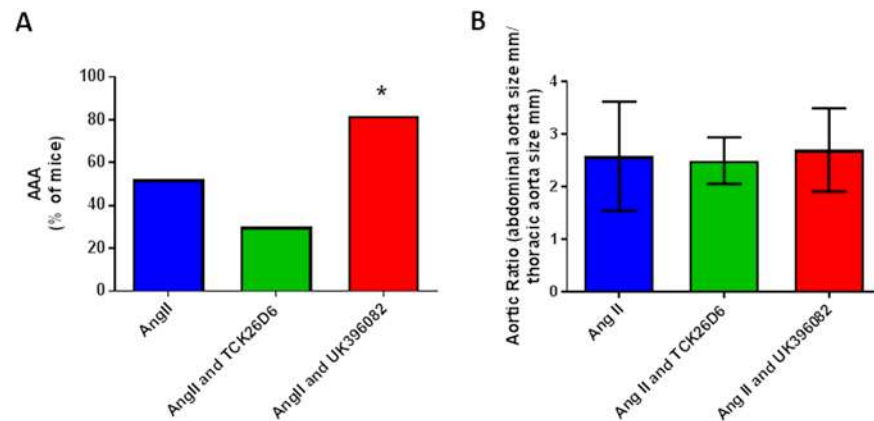 A
AAA
(% of mice)
100
80
60
40
20
0
*
AngII
AngII and TCK26D6
AngII and UK396082
B
Aortic Ratio (abdominal aorta size mm/
thoracic aorta size mm)
4
3
2
1
0
Ang II
Ang II and TCK26D6
Ang II and UK396082